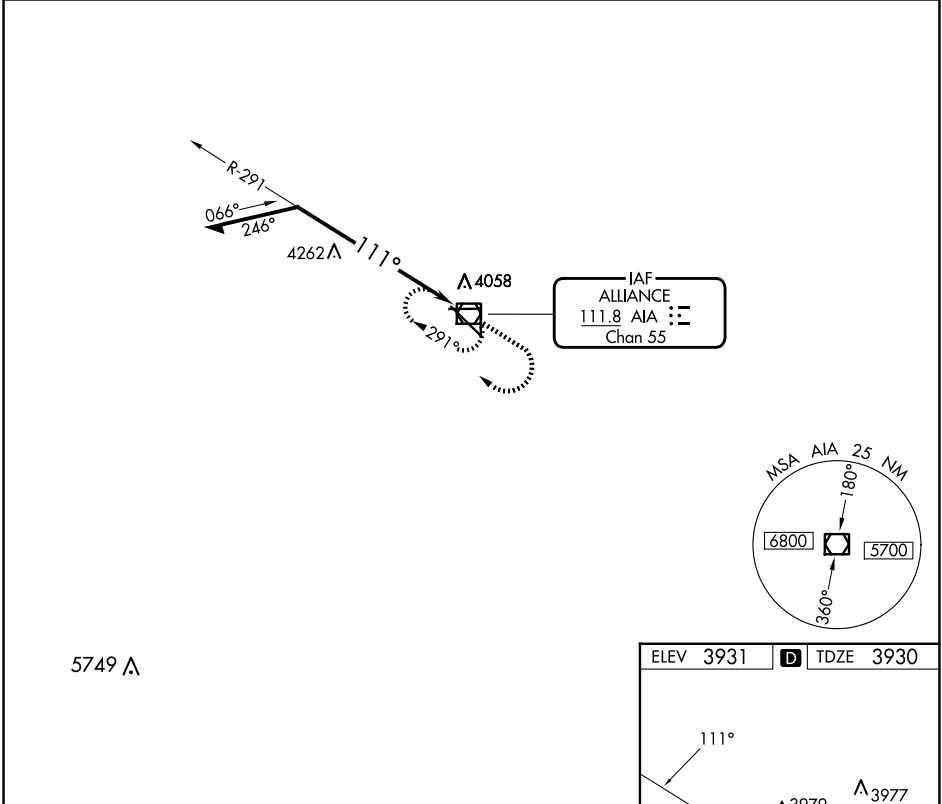 R-291
066°
246°
4262
111°
4058
291°
IAF
ALLIANCE
111.8 AIA
Chan 55
MSA AIA 25 NM
180°
6800
5700
360°
5749
ELEV 3931 D TDZE 3930
111°
3977